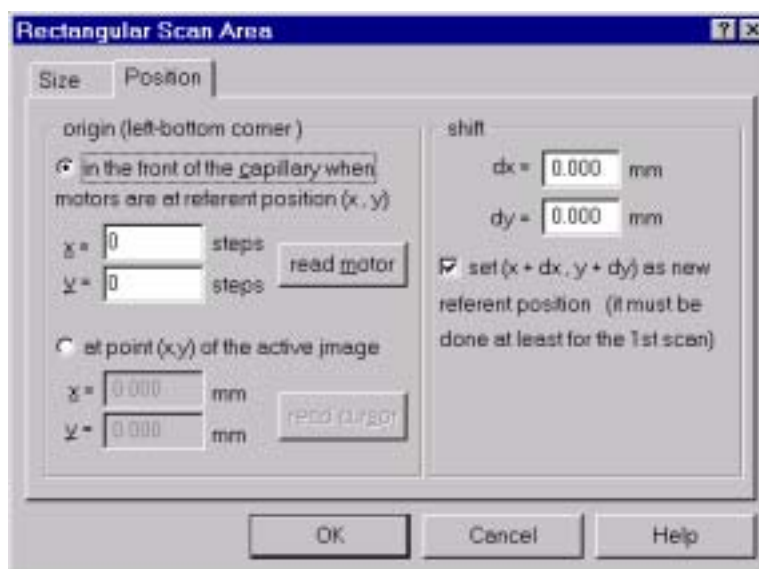 Rectangular Scan Area
Size
Position
origin (left-bottom corner)
in the front of the capillary when
motors are at referent position (x , y)
x = 0 steps
y = 0 steps
read motor
at point (x,y) of the active image
x = 0.000 mm
y = 0.000 mm
read cursor
shift
dx = 0.000 mm
dy = 0.000 mm
set (x + dx , y + dy) as new
referent position (it must be
done at least for the 1st scan)
OK
Cancel
Help